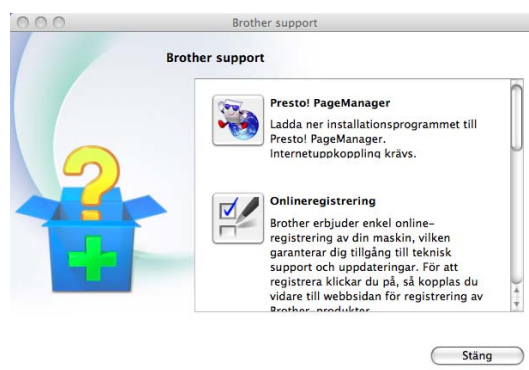 Brother support
Brother support
Presto! PageManager
Ladda ner installationsprogrammet till
Presto! PageManager.
Internetuppkoppling krävs.
Onlineregistrering
Brother erbjuder enkel online-
registrering av din maskin, vilken
garanterar dig tillgång till teknisk
support och uppdateringar. För att
registrera klickar du på, så kopplas du
vidare till webbsidan för registrering av
Brother-produkter.
Stäng